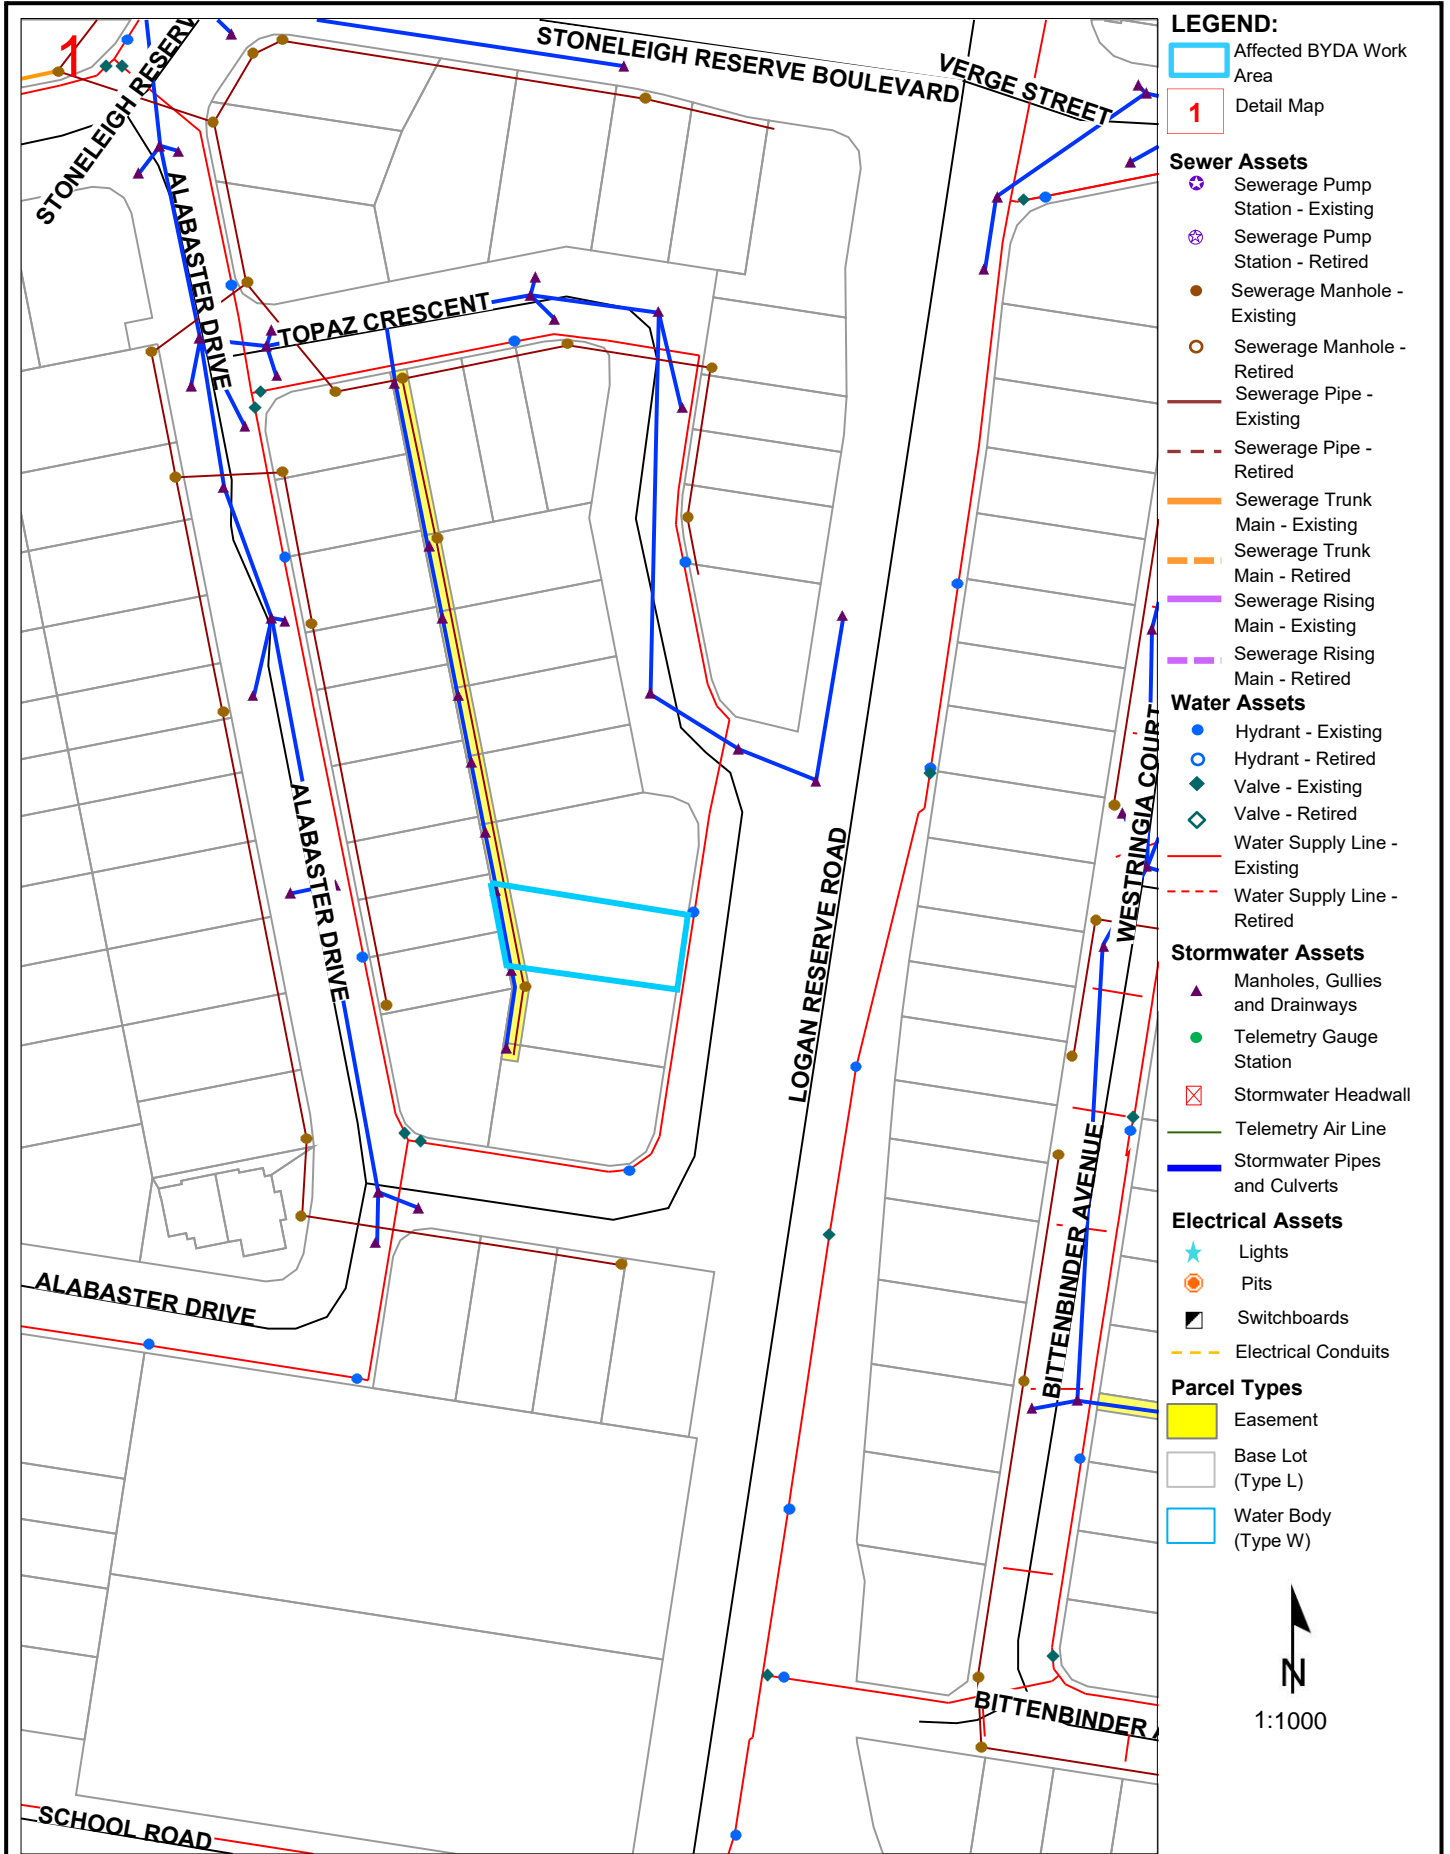 1
STONELEIGH RESERV
STONELEIGH RESERVE BOULEVARD
VERGE STREET
ALABASTER DRIVE
TOPAZ CRESCENT
ALABASTER DRIVE
LOGAN RESERVE ROAD
WESTRINGIA COURT
BITTENBINDER AVENUE
ALABASTER DRIVE
BITTENBINDER A
SCHOOL ROAD
LEGEND:
Affected BYDA Work
Area
1
Detail Map
Sewer Assets
Sewerage Pump
Station - Existing
Sewerage Pump
Station - Retired
Sewerage Manhole -
Existing
Sewerage Manhole -
Retired
Sewerage Pipe -
Existing
Sewerage Pipe -
Retired
Sewerage Trunk
Main - Existing
Sewerage Trunk
Main - Retired
Sewerage Rising
Main - Existing
Sewerage Rising
Main - Retired
Water Assets
Hydrant - Existing
Hydrant - Retired
Valve - Existing
Valve - Retired
Water Supply Line -
Existing
Water Supply Line -
Retired
Stormwater Assets
Manholes, Gullies
and Drainways
Telemetry Gauge
Station
Stormwater Headwall
Telemetry Air Line
Stormwater Pipes
and Culverts
Electrical Assets
Lights
Pits
Switchboards
Electrical Conduits
Parcel Types
Easement
Base Lot
(Type L)
Water Body
(Type W)
N
1:1000